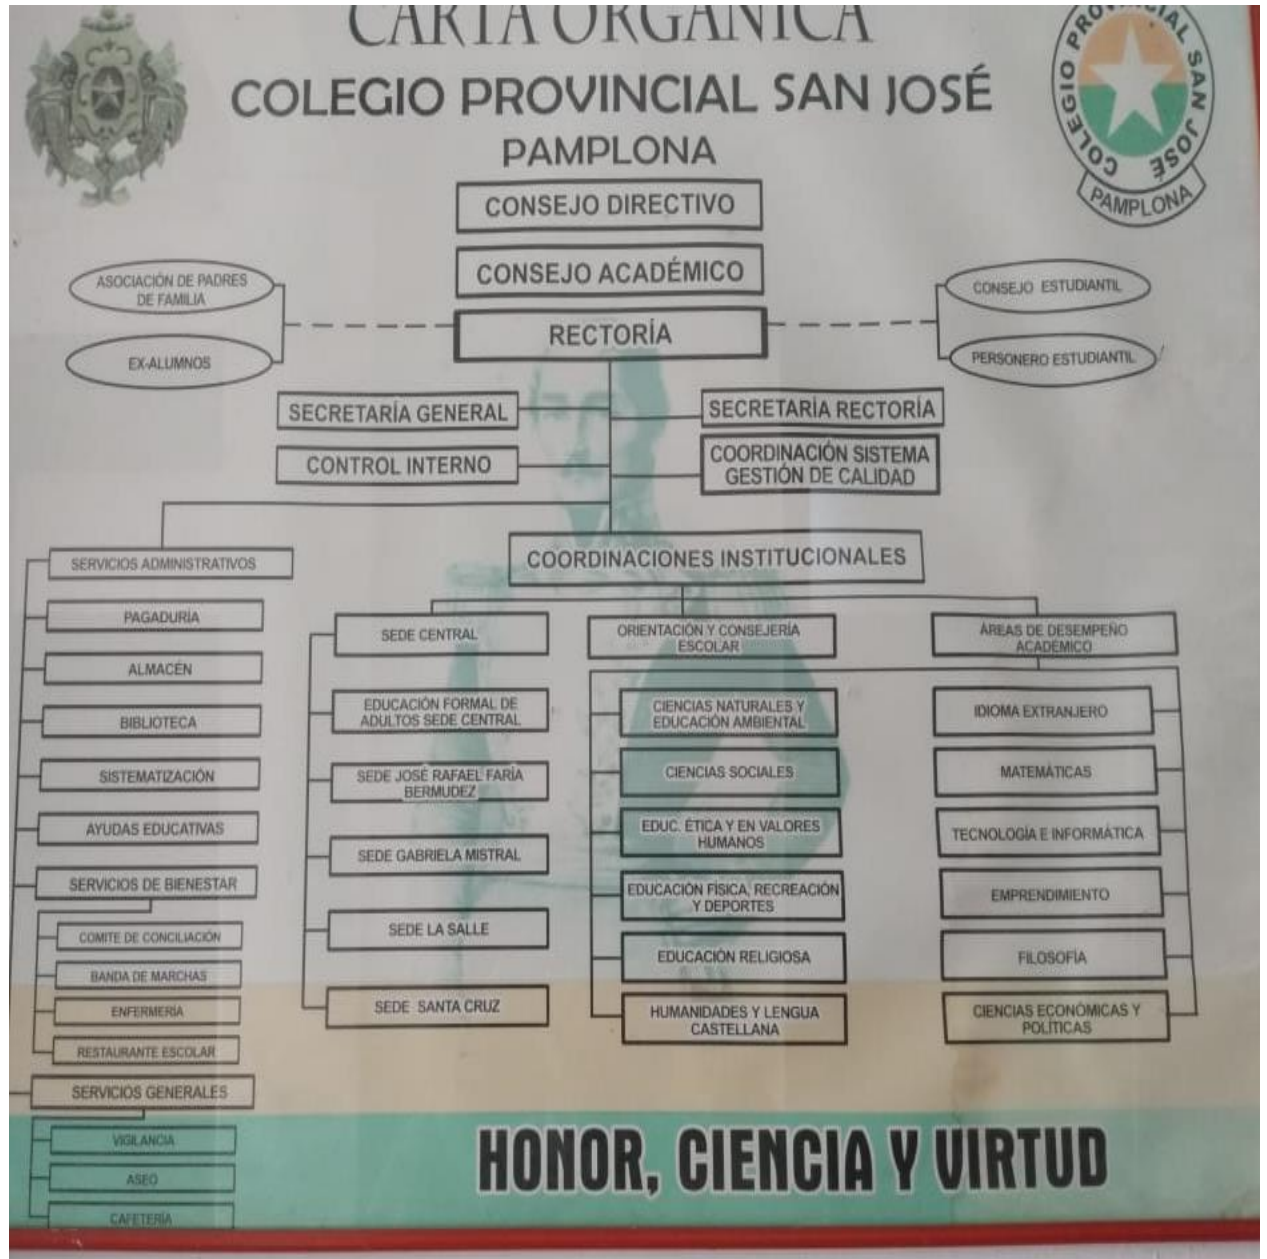 CARTA ORGÁNICA
COLEGIO PROVINCIAL SAN JOSÉ
PAMPLONA
COLEGIO PROVINCIAL SAN JOSÉ
PAMPLONA
CONSEJO DIRECTIVO
CONSEJO ACADÉMICO
RECTORÍA
ASOCIACIÓN DE PADRES
DE FAMILIA
EX-ALUMNOS
CONSEJO ESTUDIANTIL
PERSONERO ESTUDIANTIL
SECRETARÍA GENERAL
SECRETARÍA RECTORÍA
CONTROL INTERNO
COORDINACIÓN SISTEMA
GESTIÓN DE CALIDAD
SERVICIOS ADMINISTRATIVOS
PAGADURÍA
ALMACÉN
BIBLIOTECA
SISTEMATIZACIÓN
AYUDAS EDUCATIVAS
SERVICIOS DE BIENESTAR
COMITE DE CONCILIACIÓN
BANDA DE MARCHAS
ENFERMERÍA
RESTAURANTE ESCOLAR
SERVICIOS GENERALES
VIGILANCIA
ASEO
CAFETERÍA
COORDINACIONES INSTITUCIONALES
SEDE CENTRAL
EDUCACIÓN FORMAL DE
ADULTOS SEDE CENTRAL
SEDE JOSÉ RAFAEL FARÍA
BERMUDEZ
SEDE GABRIELA MISTRAL
SEDE LA SALLE
SEDE SANTA CRUZ
ORIENTACIÓN Y CONSEJERÍA
ESCOLAR
ÁREAS DE DESEMPEÑO
ACADÉMICO
CIENCIAS NATURALES Y
EDUCACIÓN AMBIENTAL
CIENCIAS SOCIALES
EDUC. ÉTICA Y EN VALORES
HUMANOS
EDUCACIÓN FÍSICA, RECREACIÓN
Y DEPORTES
EDUCACIÓN RELIGIOSA
HUMANIDADES Y LENGUA
CASTELLANA
IDIOMA EXTRANJERO
MATEMÁTICAS
TECNOLOGÍA E INFORMÁTICA
EMPRENDIMIENTO
FILOSOFÍA
CIENCIAS ECONÓMICAS Y
POLÍTICAS
HONOR, CIENCIA Y VIRTUD